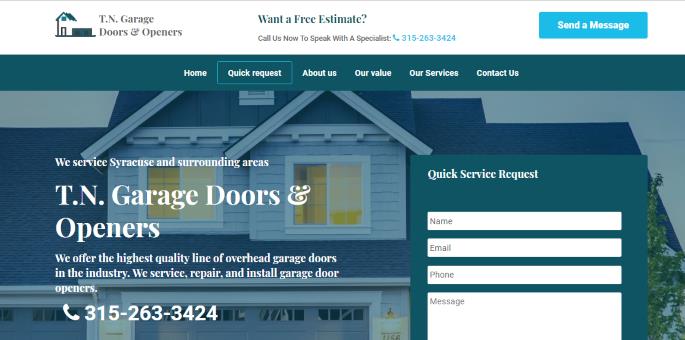 T.N. Garage
Doors & Openers
Want a Free Estimate?
Call Us Now To Speak With A Specialist: 315-263-3424
Send a Message
Home
Quick request
About us
Our value
Our Services
Contact Us
We service Syracuse and surrounding areas
T.N. Garage Doors &
Openers
We offer the highest quality line of overhead garage doors
in the industry. We service, repair, and install garage door
openers.
315-263-3424
Quick Service Request
Name
Email
Phone
Message